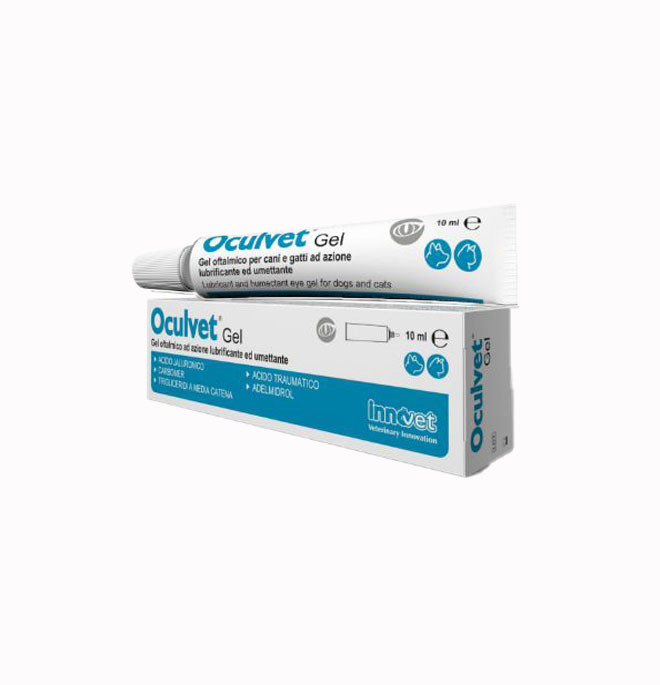 Oculvet® Gel
10 ml ℮
Gel oftalmico per cani e gatti ad azione
lubrificante ed umettante
Lubricant and humectant eye gel for dogs and cats
Oculvet® Gel
10 ml ℮
Gel oftalmico ad azione lubrificante ed umettante
ACIDO JALURONICO
CARBOMER
TRIGLICERIDI A MEDIA CATENA
ACIDO TRAUMATICO
ADELMIDROL
innovet
Veterinary Innovation
Oculvet® Gel